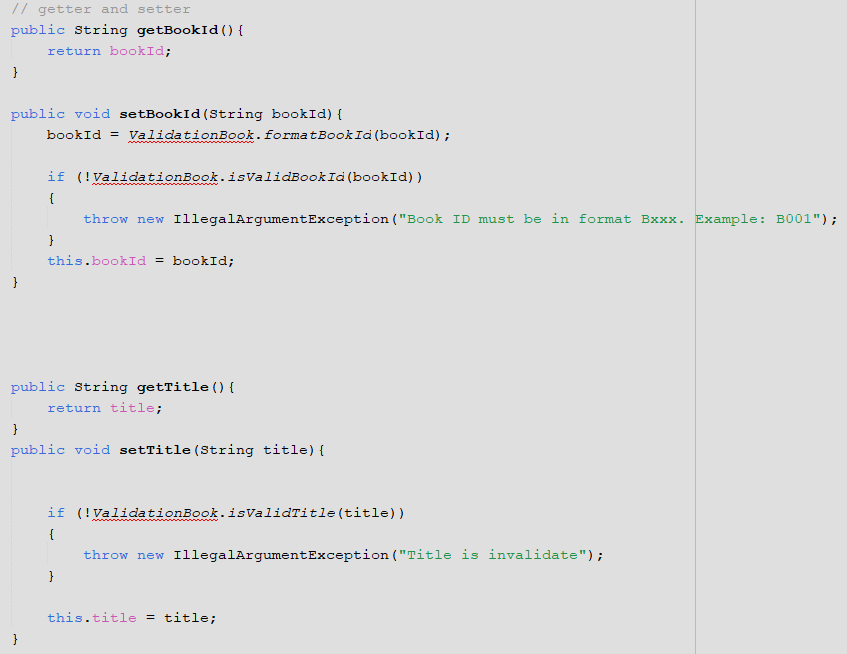 // getter and setter
public String getBookId(){
    return bookId;
}
public void setBookId(String bookId){
    bookId = ValidationBook.formatBookId(bookId);
    if (!ValidationBook.isValidBookId(bookId))
    {
        throw new IllegalArgumentException("Book ID must be in format Bxxx. Example: B001");
    }
    this.bookId = bookId;
}
public String getTitle(){
    return title;
}
public void setTitle(String title){
    if (!ValidationBook.isValidTitle(title))
    {
        throw new IllegalArgumentException("Title is invalidate");
    }
    this.title = title;
}